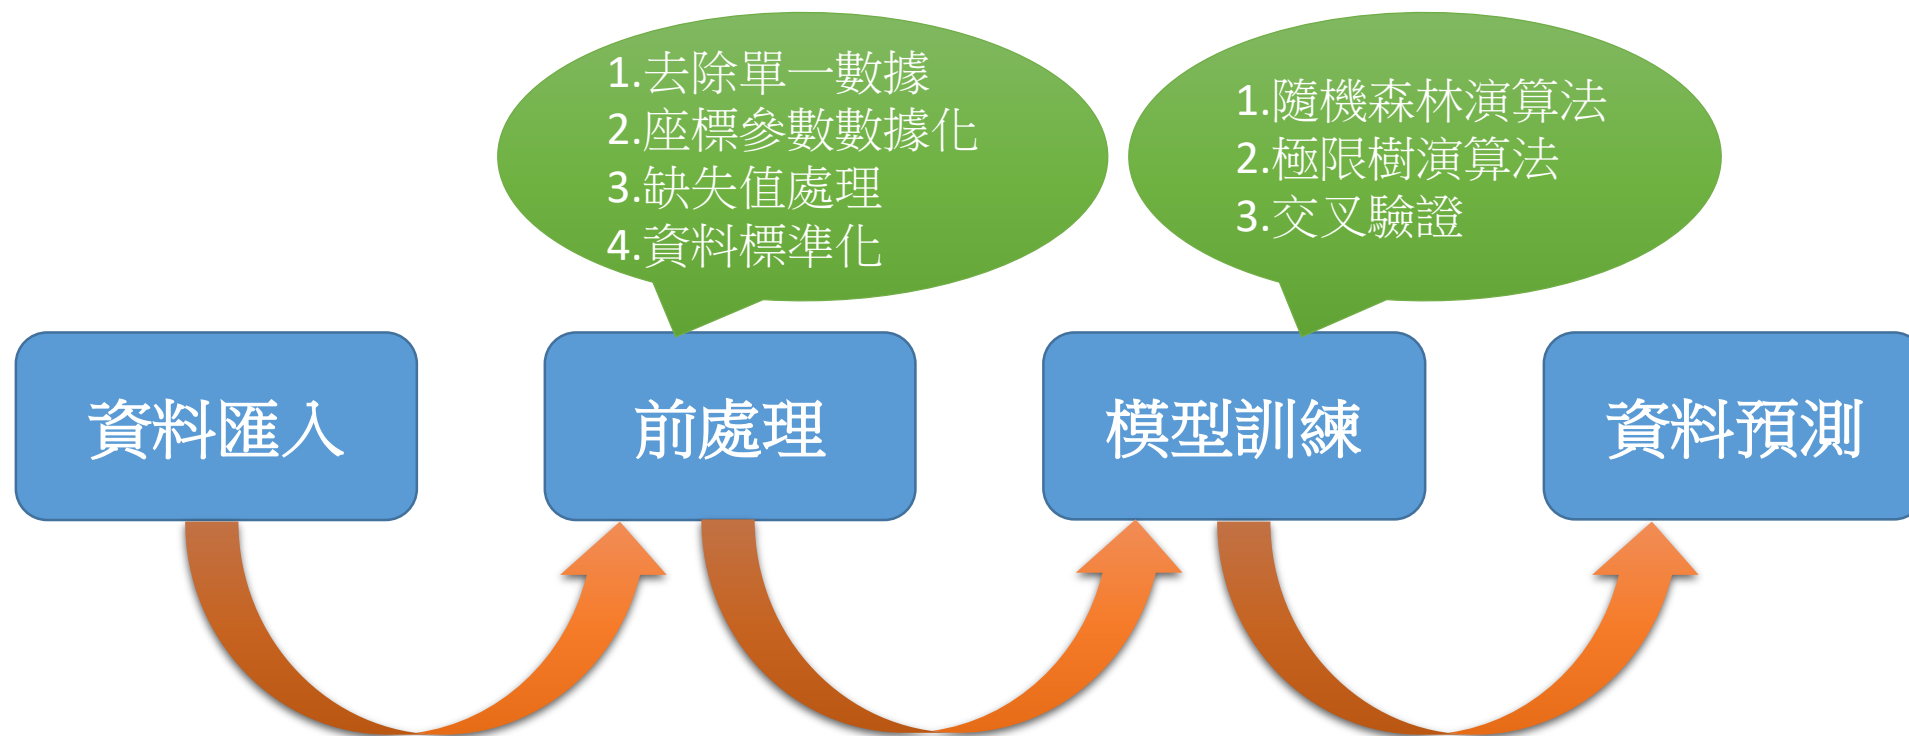 1.去除單一數據
2.座標參數數據化
3.缺失值處理
4.資料標準化
1.隨機森林演算法
2.極限樹演算法
3.交叉驗證
資料匯入
前處理
模型訓練
資料預測